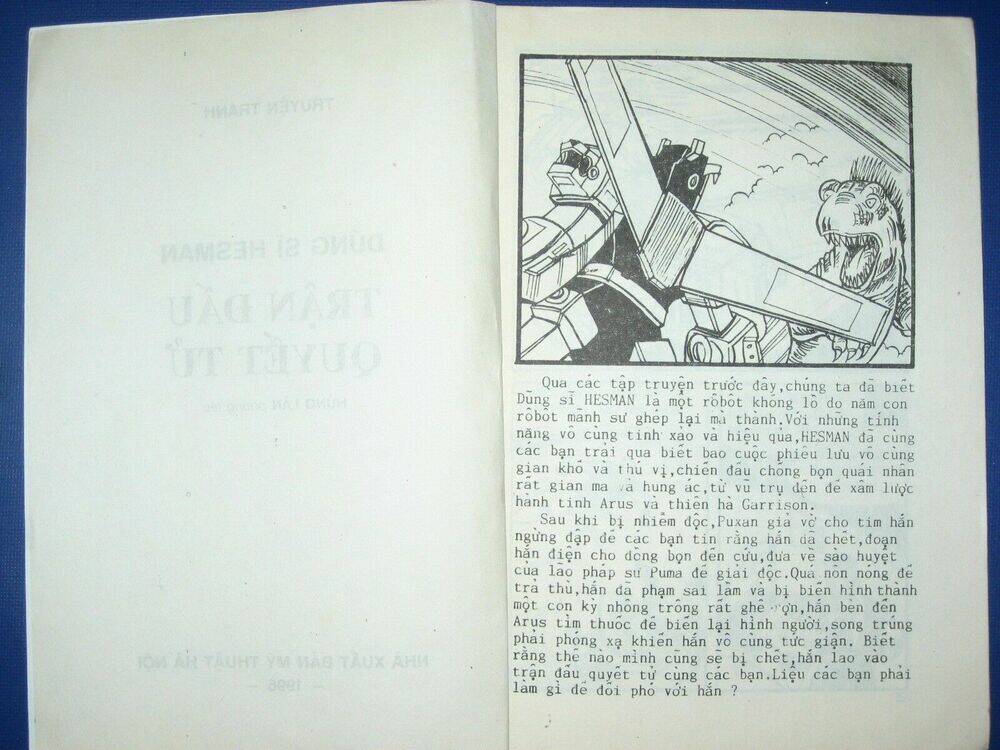 TRUYỆN TRANH
DŨNG SĨ HESMAN
TRẬN ĐẤU
QUYẾT TỬ
HÙNG LÂN phóng tác
NHÀ XUẤT BẢN MỸ THUẬT HÀ NỘI
– 1996 –
Qua các tập truyện trước đây,chúng ta đã biết
Dũng sĩ HESMAN là một rôbôt khổng lồ do năm con
rôbôt mãnh sư ghép lại mà thành.Với những tính
năng vô cùng tinh xảo và hiệu qủa,HESMAN đã cùng
các bạn trải qua biết bao cuộc phiêu lưu vô cùng
gian khổ và thú vị,chiến đấu chống bọn quái nhân
rất gian ma và hung ác,từ vũ trụ đến để xâm lược
hành tinh Arus và thiên hà Garrison.
Sau khi bị nhiễm độc,Puxan giả vờ cho tim hắn
ngừng đập để các bạn tin rằng hắn đã chết,đoạn
hắn điện cho đồng bọn đến cứu,đưa về sào huyệt
của lão pháp sư Puma để giải độc.Quá nôn nóng để
trả thù,hắn đã phạm sai lầm và bị biến hình thành
một con kỳ nhông trông rất ghê rợn,hắn bèn đến
Arus tìm thuốc để biến lại hình người,song trúng
phải phóng xạ khiến hắn vô cùng tức giận. Biết
rằng thế nào mình cũng sẽ bị chết,hắn lao vào
trận đấu quyết tử cùng các bạn.Liệu các bạn phải
làm gì để đối phó với hắn ?